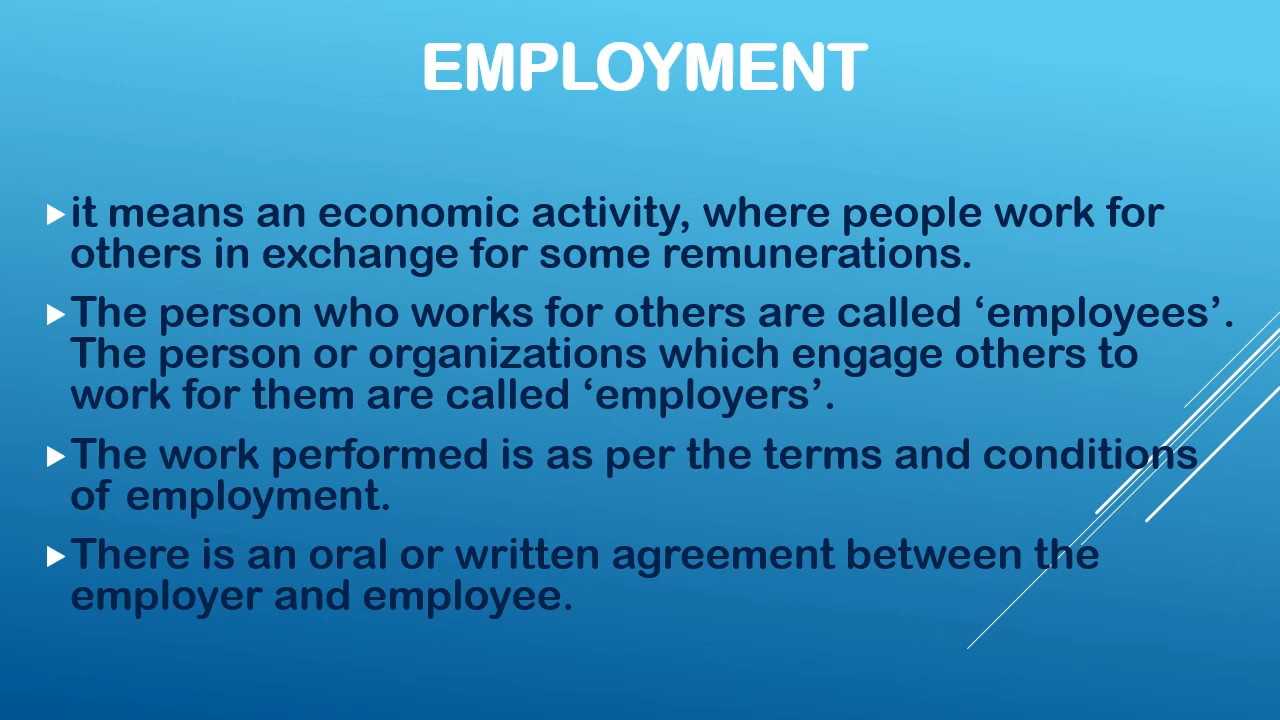 EMPLOYMENT
it means an economic activity, where people work for
others in exchange for some remunerations.
The person who works for others are called ‘employees’.
The person or organizations which engage others to
work for them are called ‘employers’.
The work performed is as per the terms and conditions
of employment.
There is an oral or written agreement between the
employer and employee.